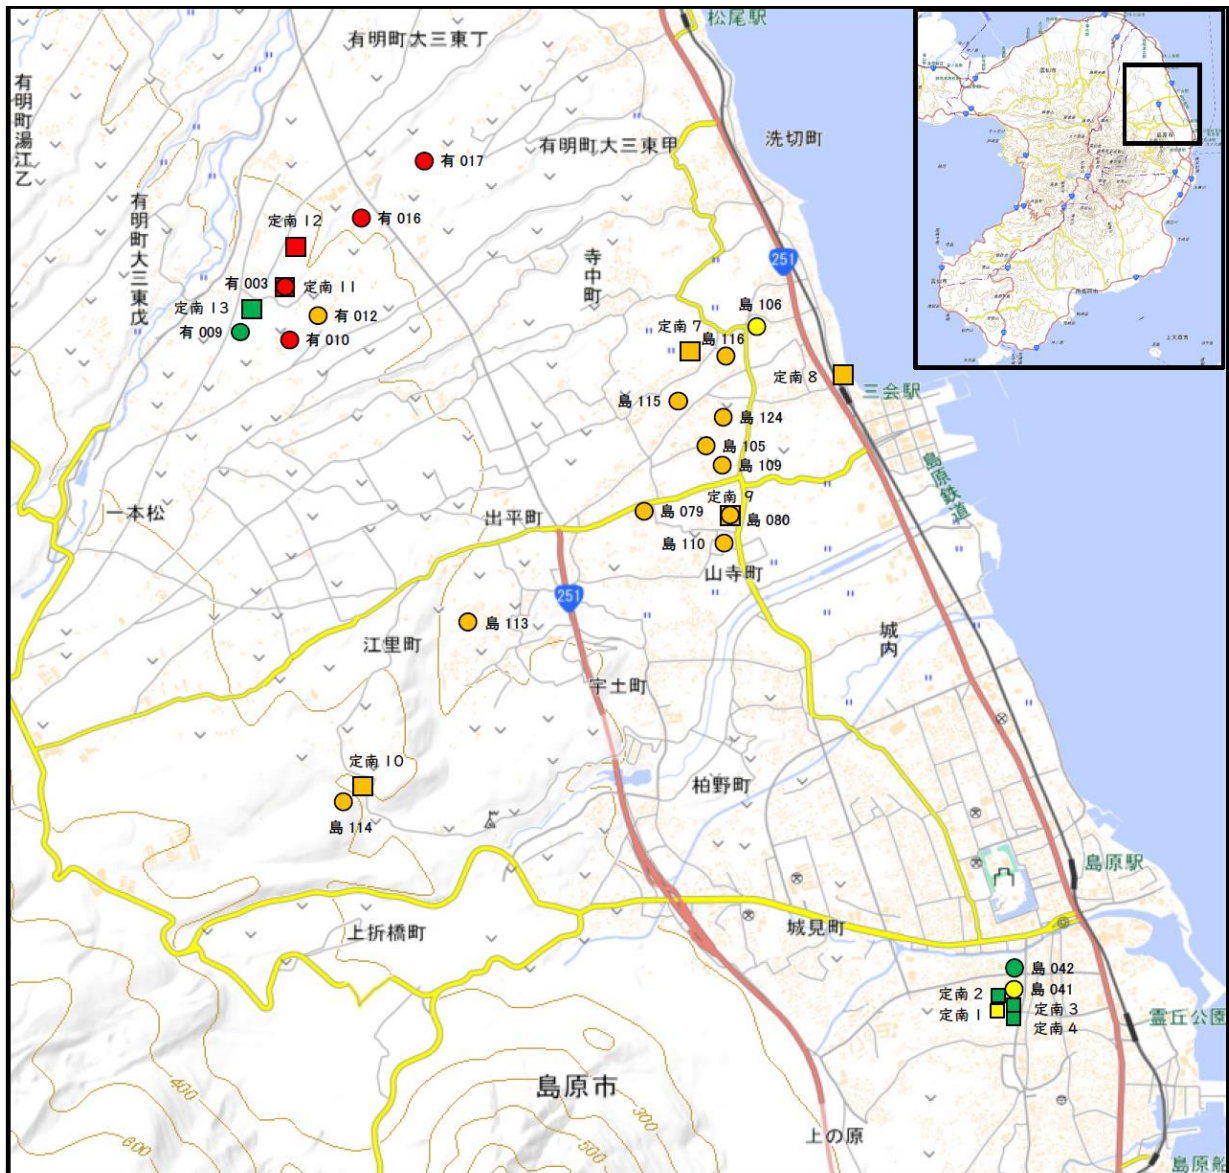 松尾駅
有明町大三東丁
有明町湯江乙
有明町大三東甲
洗切町
有 017
有明町大三東戊
有 016
定南 12
寺中町
251
有 003
定南 11
定南 13
有 012
有 009
有 010
島 106
定南 7
島 116
定南 8
三会駅
島 115
島 124
島 105
島 109
島原鉄道
定南 9
島 079
島 080
一本松
出平町
島 110
山寺町
251
島 113
江里町
城内
宇土町
定南 10
柏野町
島 114
島原駅
上折橋町
城見町
島 042
島 041
定南 2
定南 3
定南 1
定南 4
霊丘公園
島原市
400
300
600
500
上の原
島原船